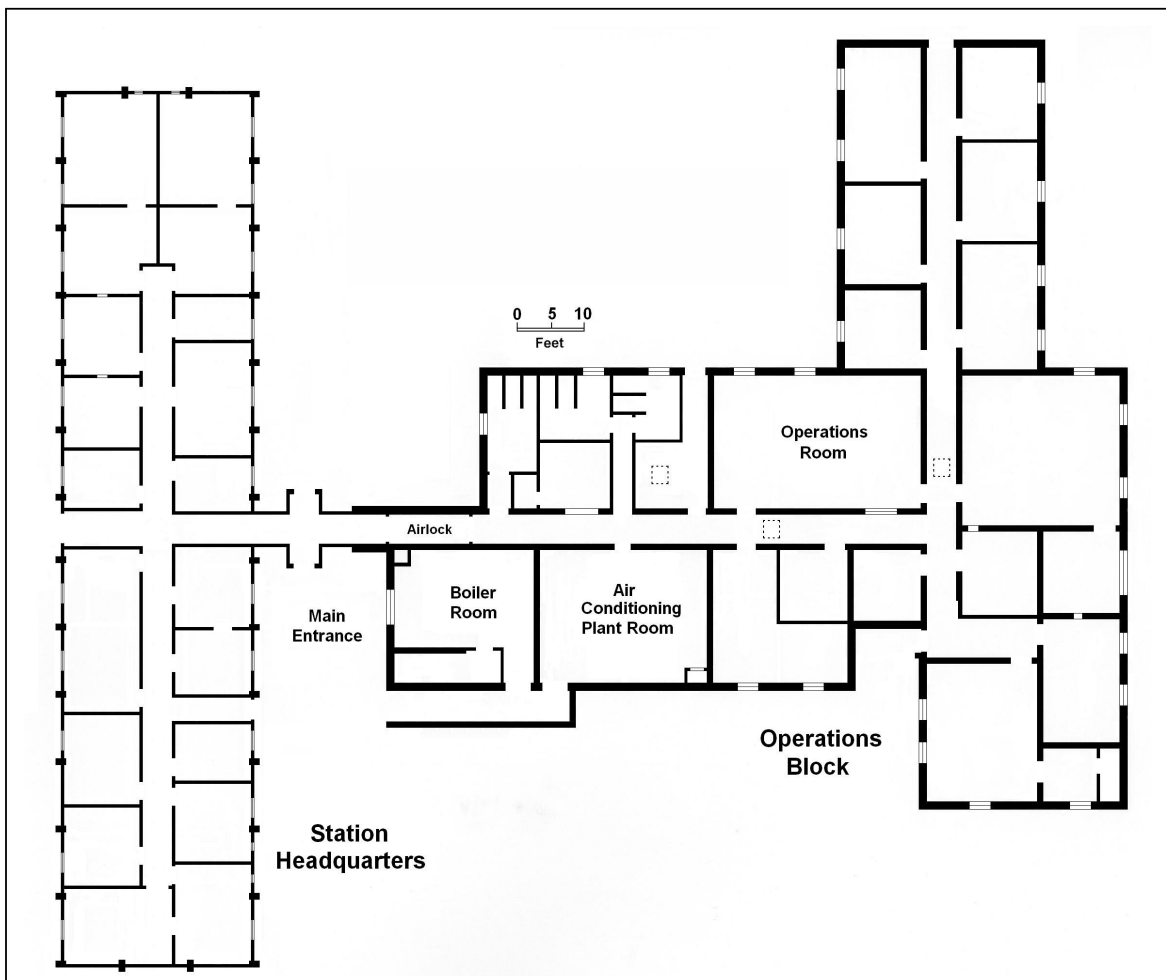 0 5 10
Feet
Operations
Room
Airlock
Boiler
Room
Air
Conditioning
Plant Room
Main
Entrance
Operations
Block
Station
Headquarters